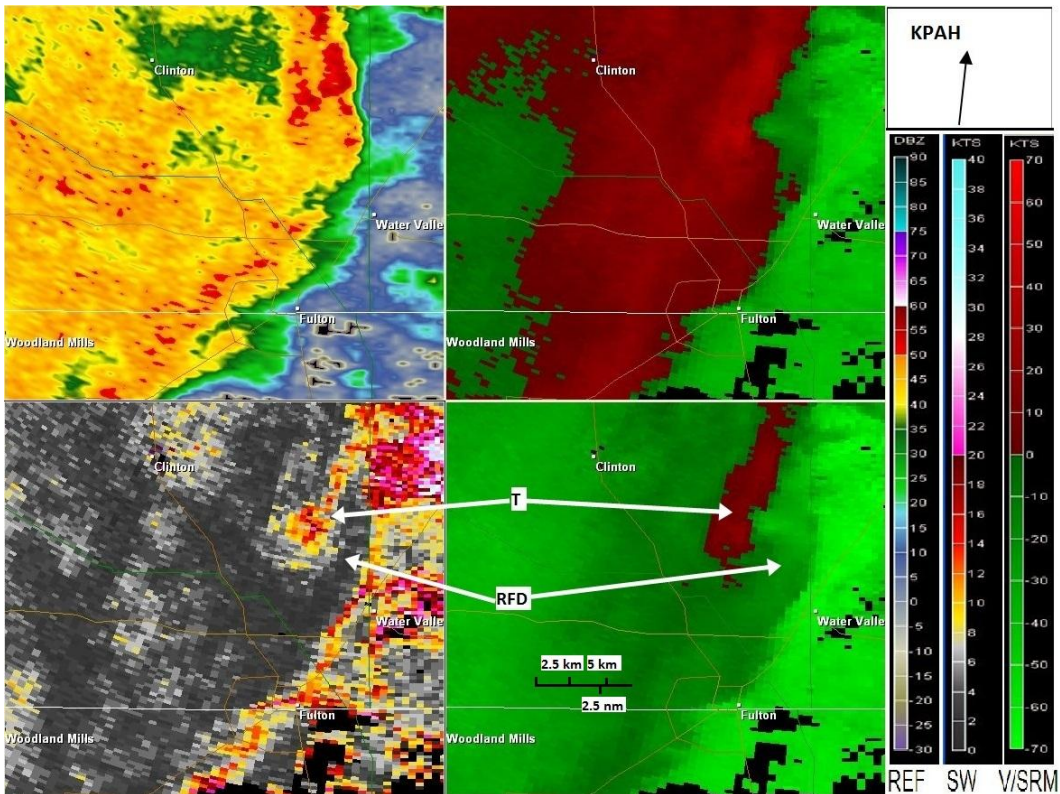 Clinton
Water Valle
Fulton
Woodland Mills
Clinton
Water Valle
Fulton
Woodland Mills
KPAH
Clinton
T
RFD
Water Valle
Fulton
Woodland Mills
Clinton
2.5 km 5 km
2.5 nm
Water Valle
Fulton
Woodland Mills
DBZ
90
85
80
75
70
65
60
55
50
45
40
35
30
25
20
15
10
5
0
-5
-10
-15
-20
-25
-30
REF
KTS
40
38
36
34
32
30
28
26
24
22
20
18
16
14
12
10
8
6
4
2
0
SW
KTS
70
60
50
40
30
20
10
0
-10
-20
-30
-40
-50
-60
-70
V/SRM